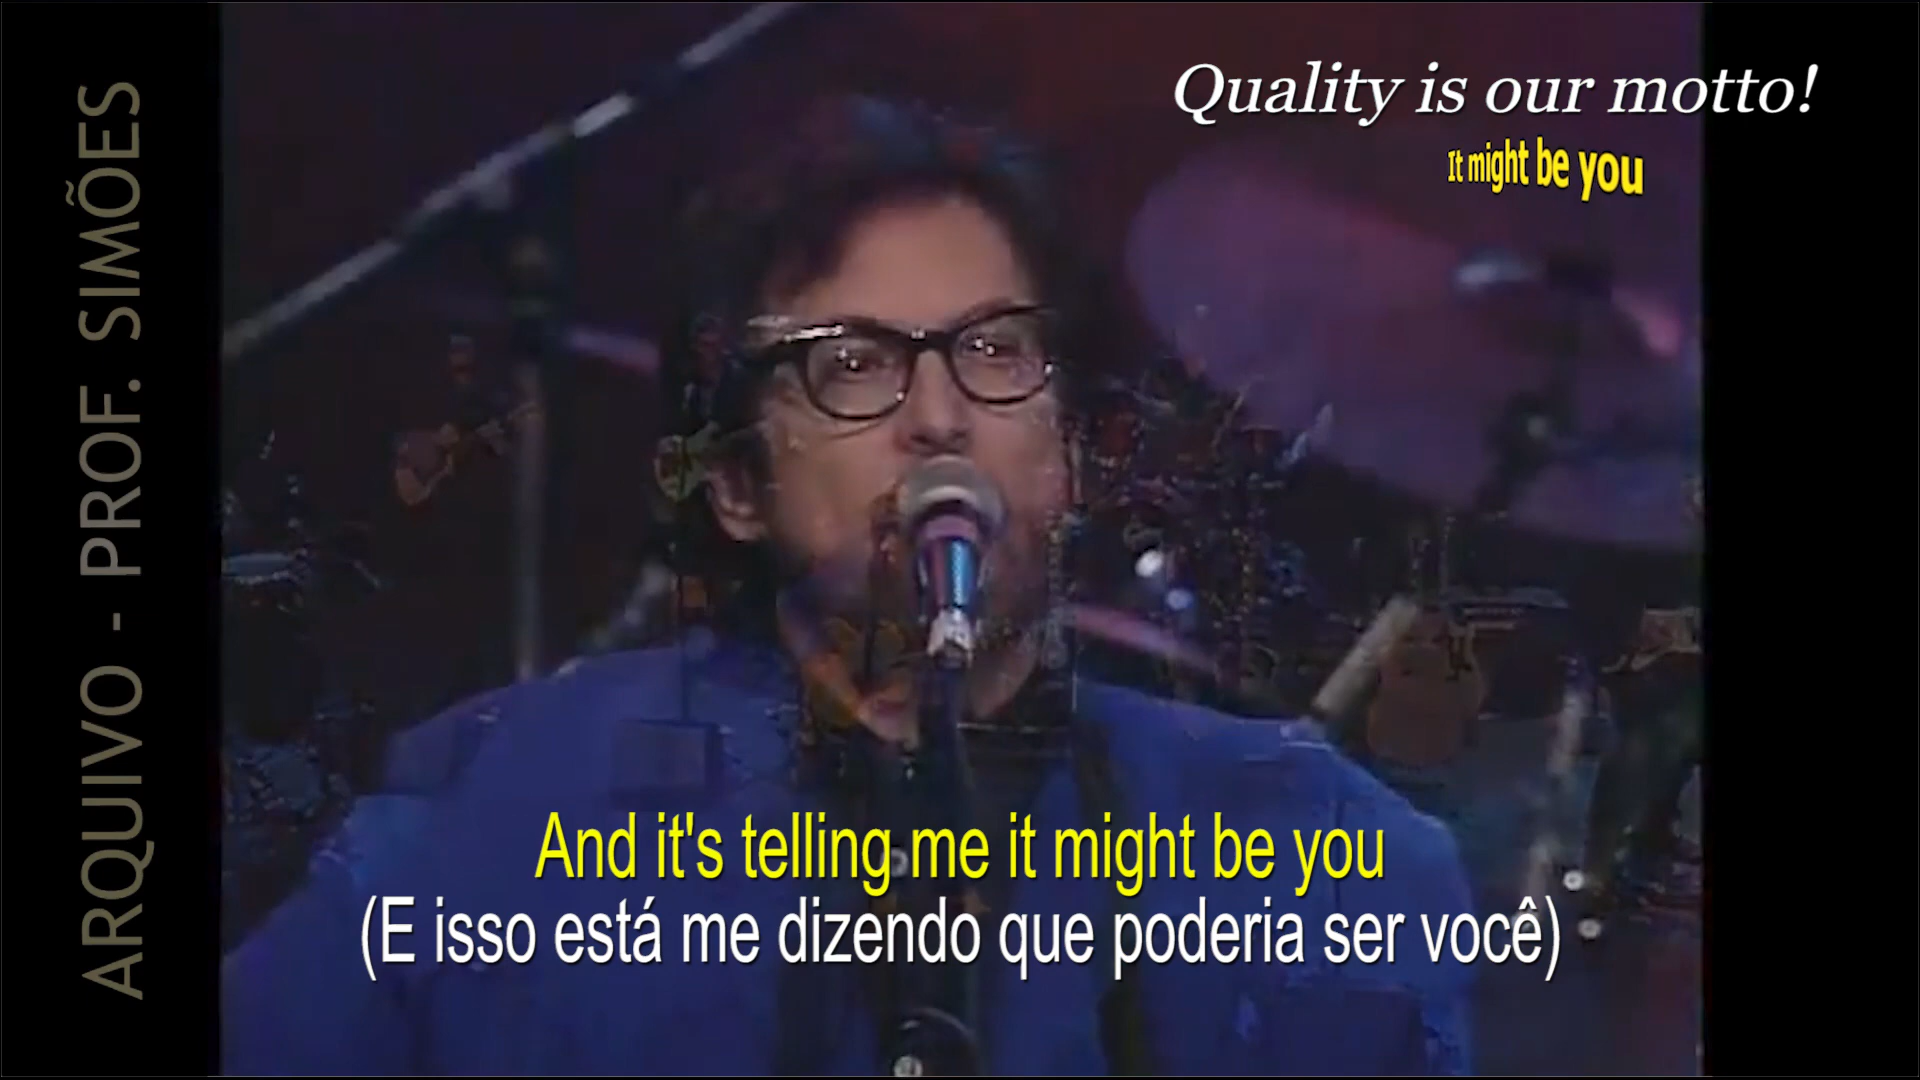 Quality is our motto!
It might be you
ARQUIVO - PROF. SIMÕES
And it's telling me it might be you
(E isso está me dizendo que poderia ser você)